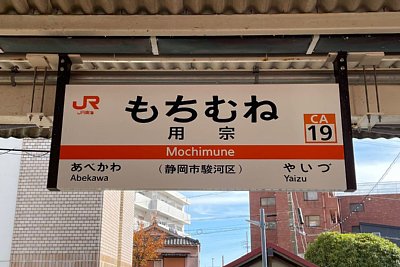 JR
JR東海
もちむね
用宗
CA
19
Mochimune
あべかわ
Abekawa
(静岡市駿河区)
やいづ
Yaizu